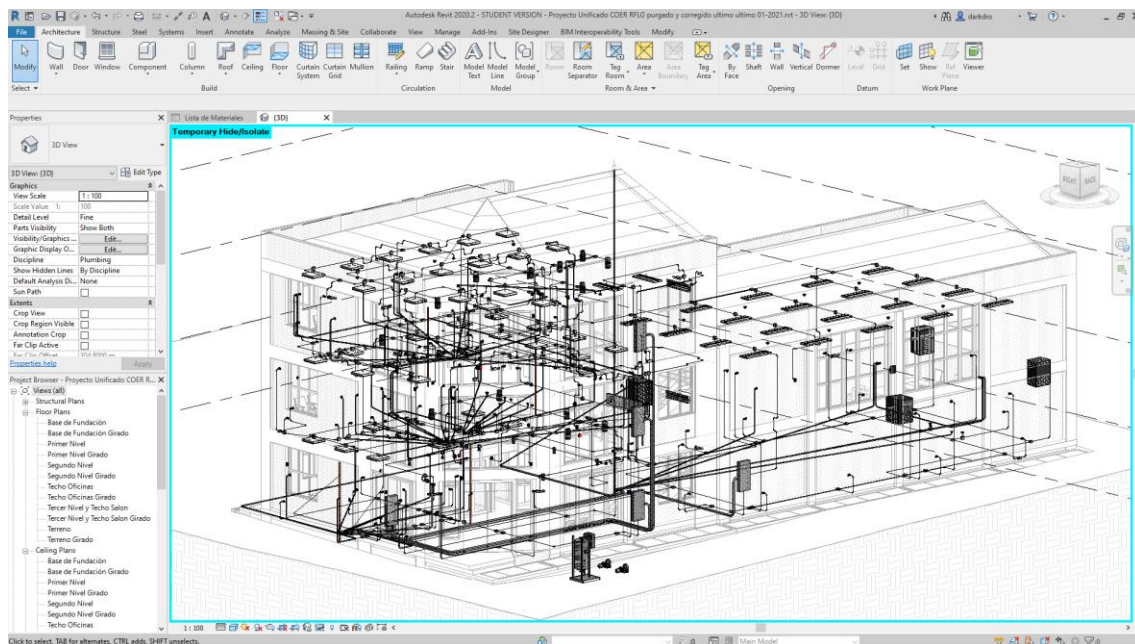 Autodesk Revit 2020.2 - STUDENT VERSION - Proyecto Unificado COER RFLG purgado y corregido ultimo ultimo 01-2021.rvt - 3D View: {3D}
darkdro
File Architecture Structure Steel Systems Insert Annotate Analyze Massing & Site Collaborate View Manage Add-Ins Site Designer BIM Interoperability Tools Modify
Modify Wall Door Window Component Column Roof Ceiling Floor Curtain System Curtain Grid Mullion Railing Ramp Stair Model Text Model Line Model Group Room Room Separator Tag Room Area Area Boundary Tag Area By Face Shaft Wall Vertical Dormer Level Grid Set Show Ref Plane Viewer
Select Build Circulation Model Room & Area Opening Datum Work Plane
Properties
Lista de Materiales
{3D}
Temporary Hide/Isolate
3D View
3D View: {3D}
Edit Type
Graphics
View Scale 1 : 100
Scale Value 1: 100
Detail Level Fine
Parts Visibility Show Both
Visibility/Graphics ... Edit...
Graphic Display O... Edit...
Discipline Plumbing
Show Hidden Lines By Discipline
Default Analysis Di... None
Sun Path
Extents
Crop View
Crop Region Visible
Annotation Crop
Far Clip Active
Far Clip Offset
Properties help Apply
Project Browser - Proyecto Unificado COER R...
Views (all)
Structural Plans
Floor Plans
Base de Fundación
Base de Fundación Girado
Primer Nivel
Primer Nivel Girado
Segundo Nivel
Segundo Nivel Girado
Techo Oficinas
Techo Oficinas Girado
Tercer Nivel y Techo Salon
Tercer Nivel y Techo Salon Girado
Terreno
Terreno Girado
Ceiling Plans
Base de Fundación
Base de Fundación Girado
Primer Nivel
Primer Nivel Girado
Segundo Nivel
Segundo Nivel Girado
Techo Oficinas
RIGHT BACK
1 : 100
Click to select, TAB for alternates, CTRL adds, SHIFT unselects.
Main Model